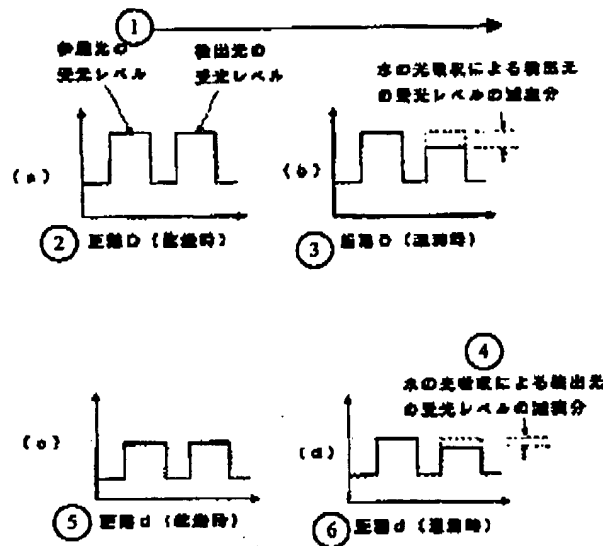 ①
参照光の
受光レベル
検出光の
受光レベル
水の光吸収による検出光
の受光レベルの減衰分
(a)
(b)
② 距離D(乾燥時)
③ 距離D(湿潤時)
④
水の光吸収による検出光
の受光レベルの減衰分
(c)
(d)
⑤ 距離d(乾燥時)
⑥ 距離d(湿潤時)